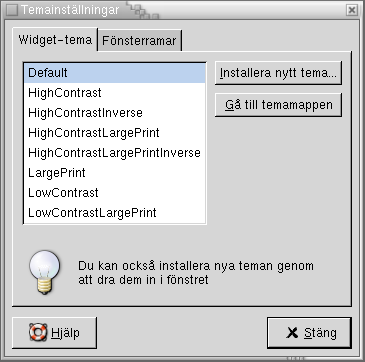 Temainställningar
Widget-tema
Fönsterramar
Default
HighContrast
HighContrastInverse
HighContrastLargePrint
HighContrastLargePrintInverse
LargePrint
LowContrast
LowContrastLargePrint
Installera nytt tema...
Gå till temamappen
Du kan också installera nya teman genom
att dra dem in i fönstret
Hjälp
Stäng